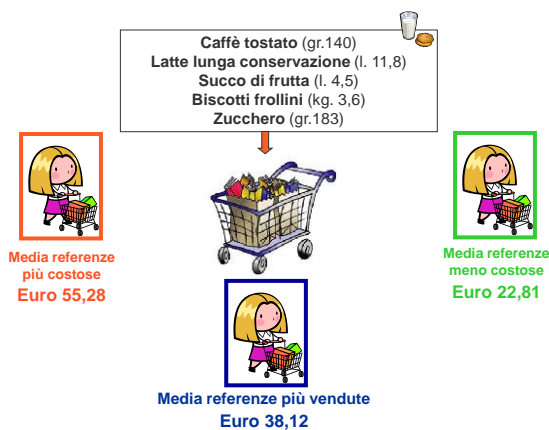 Caffè tostato (gr.140)
Latte lunga conservazione (l. 11,8)
Succo di frutta (l. 4,5)
Biscotti frollini (kg. 3,6)
Zucchero (gr.183)
Media referenze
più costose
Euro 55,28
Media referenze
meno costose
Euro 22,81
Media referenze più vendute
Euro 38,12